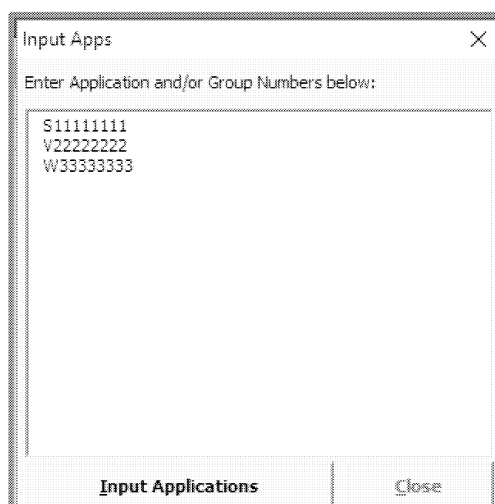 Input Apps
Enter Application and/or Group Numbers below:
S11111111
V22222222
W33333333
Input Applications
Close